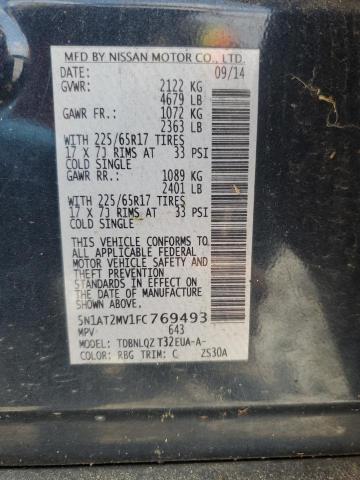 MFD BY NISSAN MOTOR CO., LTD.
DATE: 09/14
GVWR: 2122 KG
4679 LB
GAWR FR.: 1072 KG
2363 LB
WITH 225/65R17 TIRES
17 X 7J RIMS AT 33 PSI
COLD SINGLE
GAWR RR.: 1089 KG
2401 LB
WITH 225/65R17 TIRES
17 X 7J RIMS AT 33 PSI
COLD SINGLE
THIS VEHICLE CONFORMS TO
ALL APPLICABLE FEDERAL
MOTOR VEHICLE SAFETY AND
THEFT PREVENTION
STANDARDS IN EFFECT ON
THE DATE OF MANUFACTURE
SHOWN ABOVE.
5N1AT2MV1FC769493
MPV 643
MODEL: TDBNLQZ T32EUA-A-
COLOR: RBG TRIM: C ZS30A